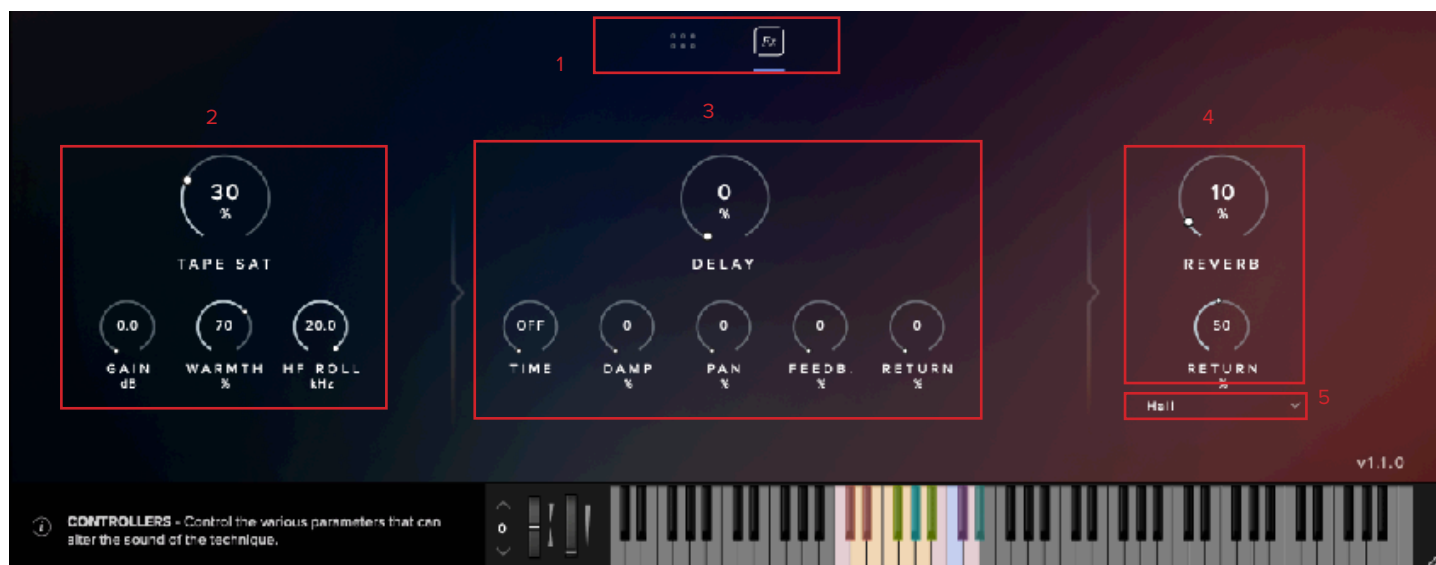 Fx
1
2
3
4
30
%
TAPE SAT
0
%
DELAY
10
%
REVERB
0.0
GAIN
dB
70
WARMTH
%
20.0
HF ROLL
kHz
OFF
TIME
0
DAMP
%
0
PAN
%
0
FEEDB.
%
0
RETURN
%
50
RETURN
%
Hall
5
v1.1.0
CONTROLLERS - Control the various parameters that can
alter the sound of the technique.
0